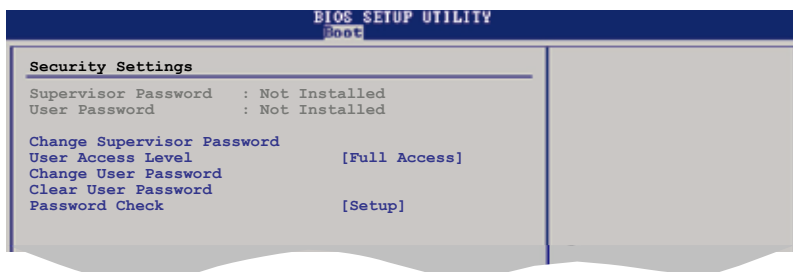 BIOS SETUP UTILITY
Boot
Security Settings
Supervisor Password : Not Installed
User Password : Not Installed
Change Supervisor Password
User Access Level [Full Access]
Change User Password
Clear User Password
Password Check [Setup]